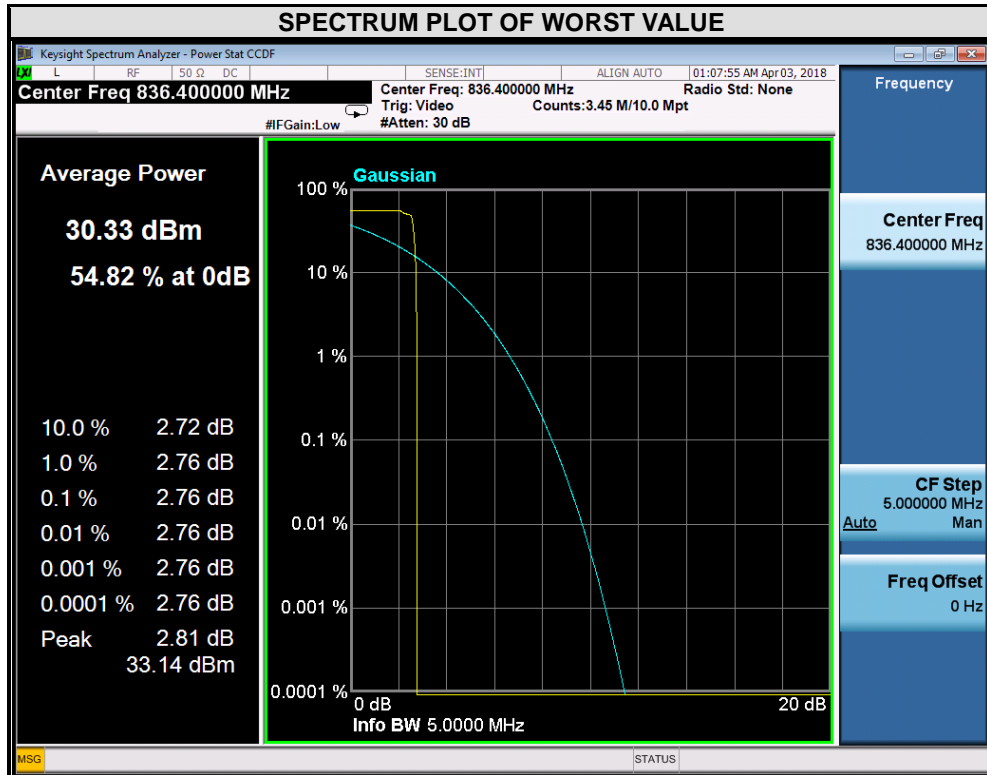 SPECTRUM PLOT OF WORST VALUE
Keysight Spectrum Analyzer - Power Stat CCDF
LXI L RF 50 Ω DC SENSE:INT ALIGN AUTO 01:07:55 AM Apr 03, 2018
Center Freq 836.400000 MHz
Center Freq: 836.400000 MHz Radio Std: None
Trig: Video Counts:3.45 M/10.0 Mpt
#IFGain:Low #Atten: 30 dB
Frequency
Average Power
30.33 dBm
54.82 % at 0dB
10.0 % 2.72 dB
1.0 % 2.76 dB
0.1 % 2.76 dB
0.01 % 2.76 dB
0.001 % 2.76 dB
0.0001 % 2.76 dB
Peak 2.81 dB
33.14 dBm
Gaussian
100 %
10 %
1 %
0.1 %
0.01 %
0.001 %
0.0001 %
0 dB 20 dB
Info BW 5.0000 MHz
Center Freq
836.400000 MHz
CF Step
5.000000 MHz
Auto Man
Freq Offset
0 Hz
MSG STATUS